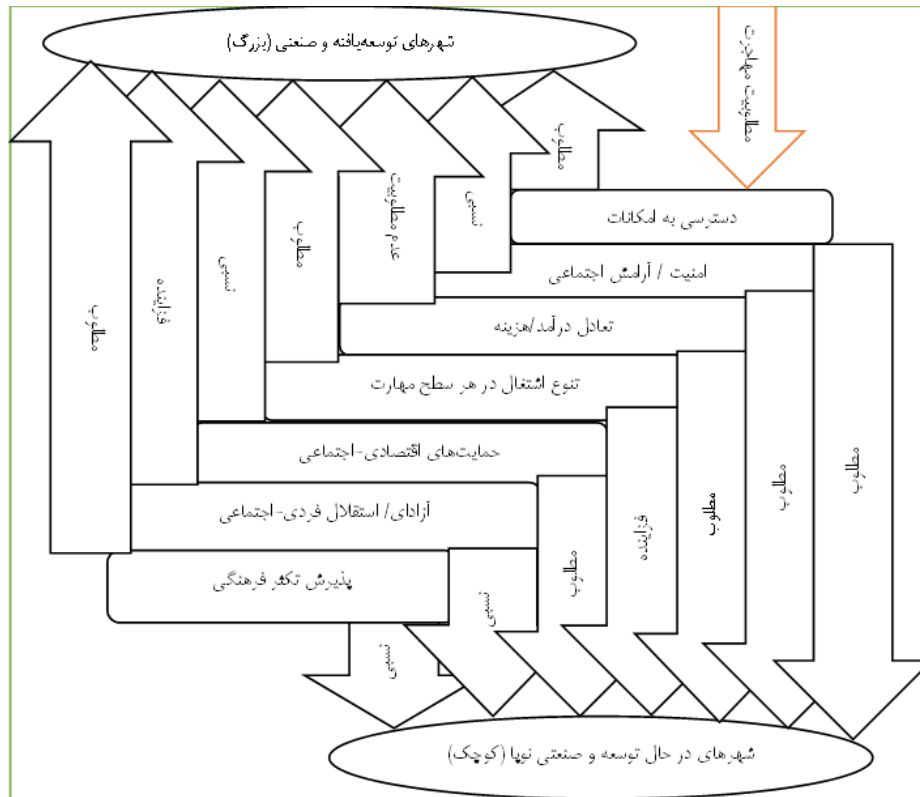 شهرهای توسعه‌یافته و صنعتی (بزرگ)
مطلوبیت مهاجرت
مطلوب
نسبی
عدم مطلوبیت
مطلوب
نسبی
فزاینده
مطلوب
دسترسی به امکانات
امنیت / آرامش اجتماعی
تعادل درآمد/هزینه
تنوع اشتغال در هر سطح مهارت
حمایت‌های اقتصادی-اجتماعی
آزادای/ استقلال فردی-اجتماعی
پذیرش تکثر فرهنگی
مطلوب
مطلوب
مطلوب
فزاینده
مطلوب
نسبی
نسبی
شهرهای در حال توسعه و صنعتی نوپا (کوچک)